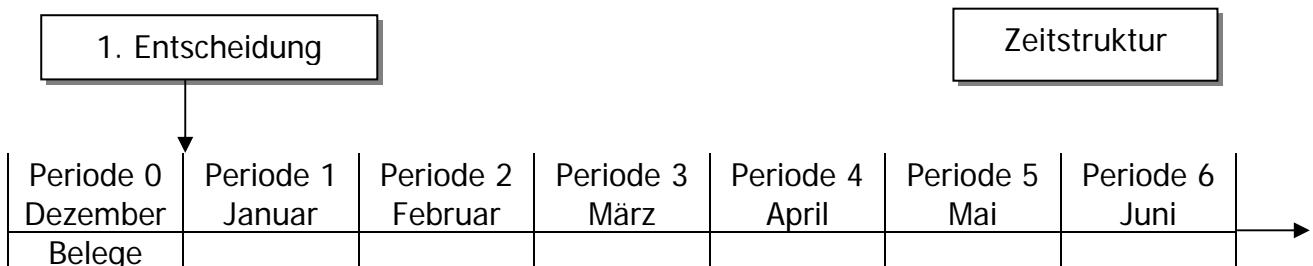 1. Entscheidung
Zeitstruktur
Periode 0 Periode 1 Periode 2 Periode 3 Periode 4 Periode 5 Periode 6
Dezember Januar Februar März April Mai Juni
Belege